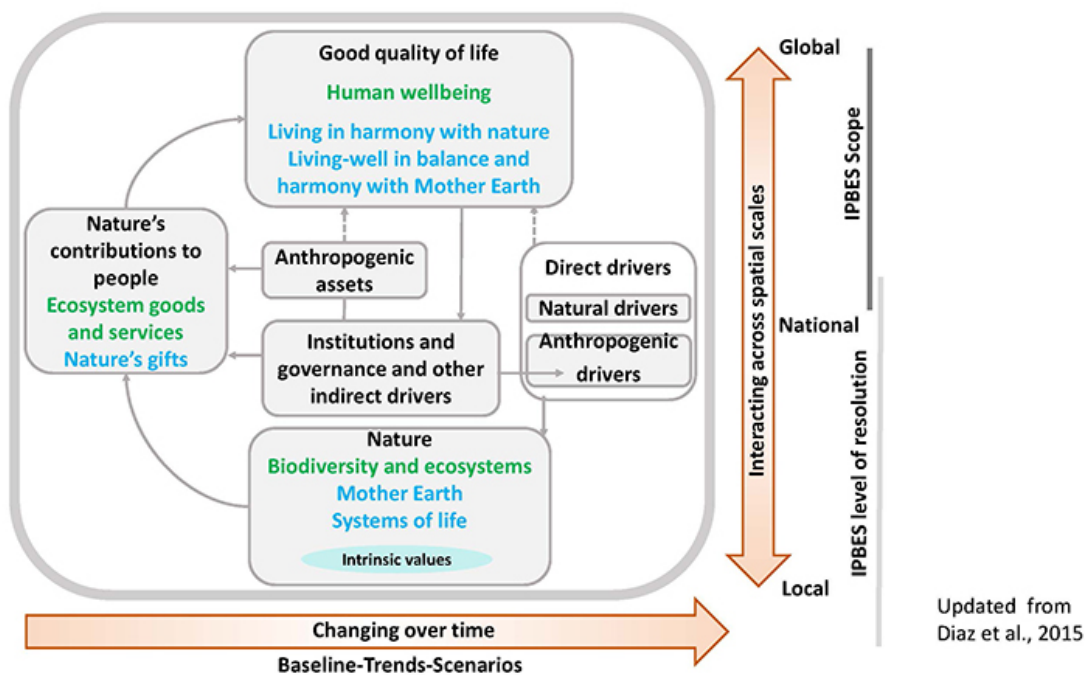 Good quality of life
Human wellbeing
Living in harmony with nature
Living-well in balance and
harmony with Mother Earth
Nature’s
contributions to
people
Ecosystem goods
and services
Nature’s gifts
Anthropogenic
assets
Institutions and
governance and other
indirect drivers
Direct drivers
Natural drivers
Anthropogenic
drivers
Nature
Biodiversity and ecosystems
Mother Earth
Systems of life
Intrinsic values
Changing over time
Baseline-Trends-Scenarios
Interacting across spatial scales
Global
National
Local
IPBES Scope
IPBES level of resolution
Updated from
Diaz et al., 2015